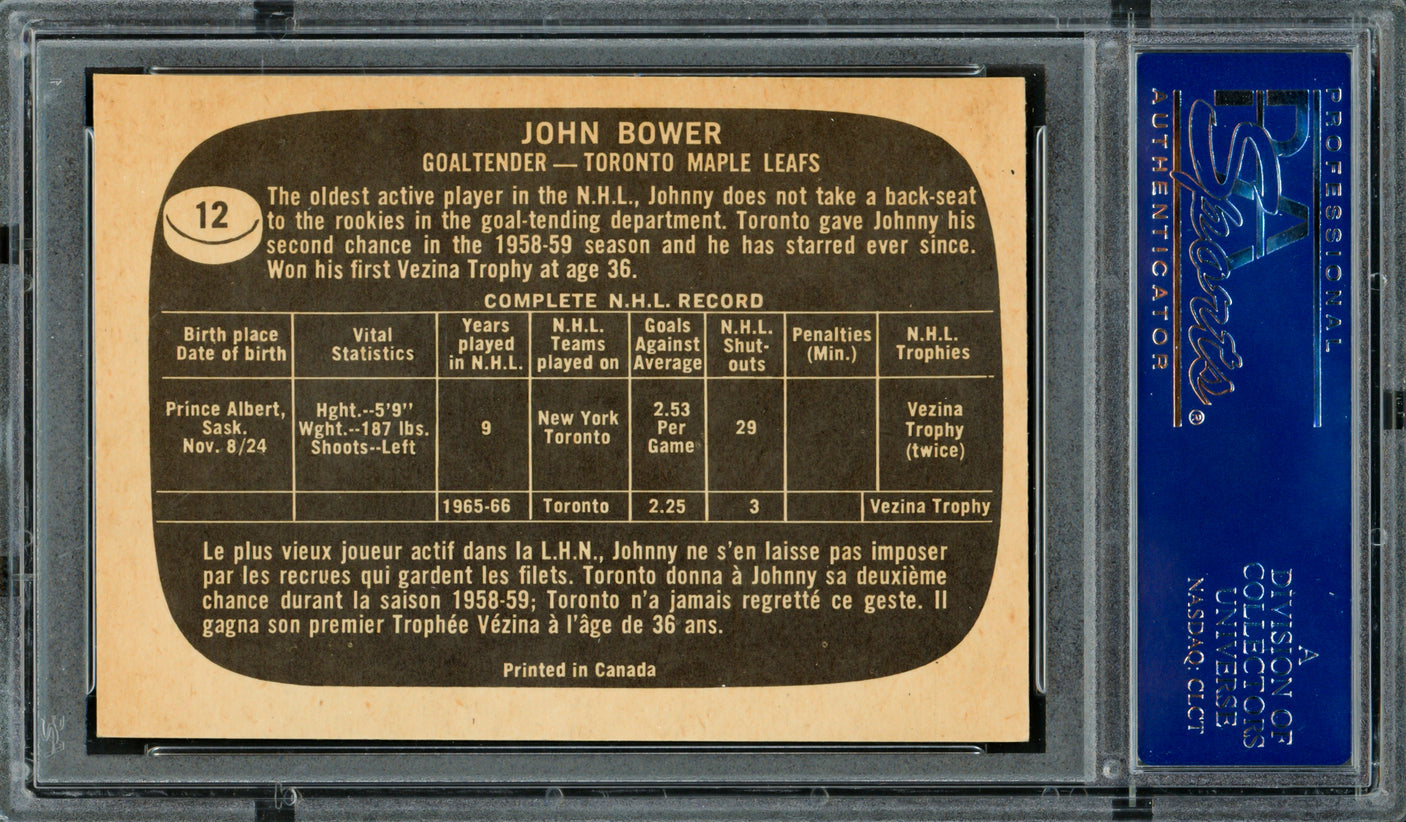 JOHN BOWER
GOALTENDER — TORONTO MAPLE LEAFS
12
The oldest active player in the N.H.L., Johnny does not take a back-seat
to the rookies in the goal-tending department. Toronto gave Johnny his
second chance in the 1958-59 season and he has starred ever since.
Won his first Vezina Trophy at age 36.
COMPLETE N.H.L. RECORD
Birth place
Date of birth
Vital
Statistics
Years
played
in N.H.L.
N.H.L.
Teams
played on
Goals
Against
Average
N.H.L.
Shut-
outs
Penalties
(Min.)
N.H.L.
Trophies
Prince Albert,
Sask.
Nov. 8/24
Hght.--5'9''
Wght.--187 lbs.
Shoots--Left
9
New York
Toronto
2.53
Per
Game
29
Vezina
Trophy
(twice)
1965-66 Toronto 2.25 3 Vezina Trophy
Le plus vieux joueur actif dans la L.H.N., Johnny ne s'en laisse pas imposer
par les recrues qui gardent les filets. Toronto donna à Johnny sa deuxième
chance durant la saison 1958-59; Toronto n'a jamais regretté ce geste. Il
gagna son premier Trophée Vézina à l'âge de 36 ans.
Printed in Canada
PROFESSIONAL
PSA
Sports®
AUTHENTICATOR
A
DIVISION OF
COLLECTORS
UNIVERSE
NASDAQ: CLCT